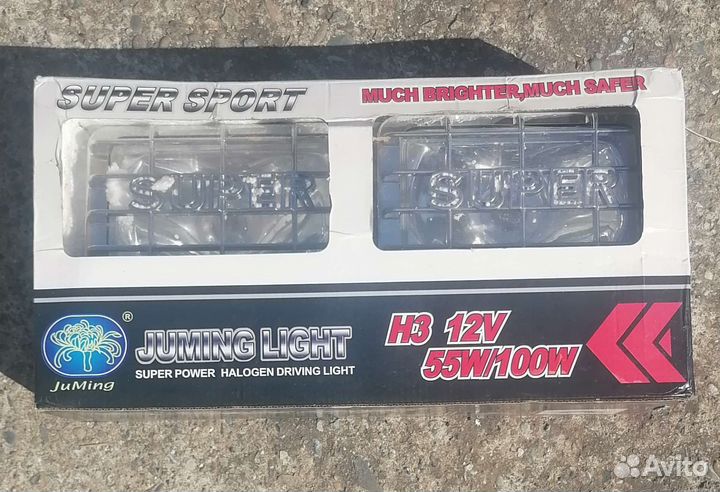 SUPER SPORT
MUCH BRIGHTER,MUCH SAFER
SUPER
SUPER
®
JuMing
JUMING LIGHT
SUPER POWER HALOGEN DRIVING LIGHT
H3 12V
55W/100W
Avito